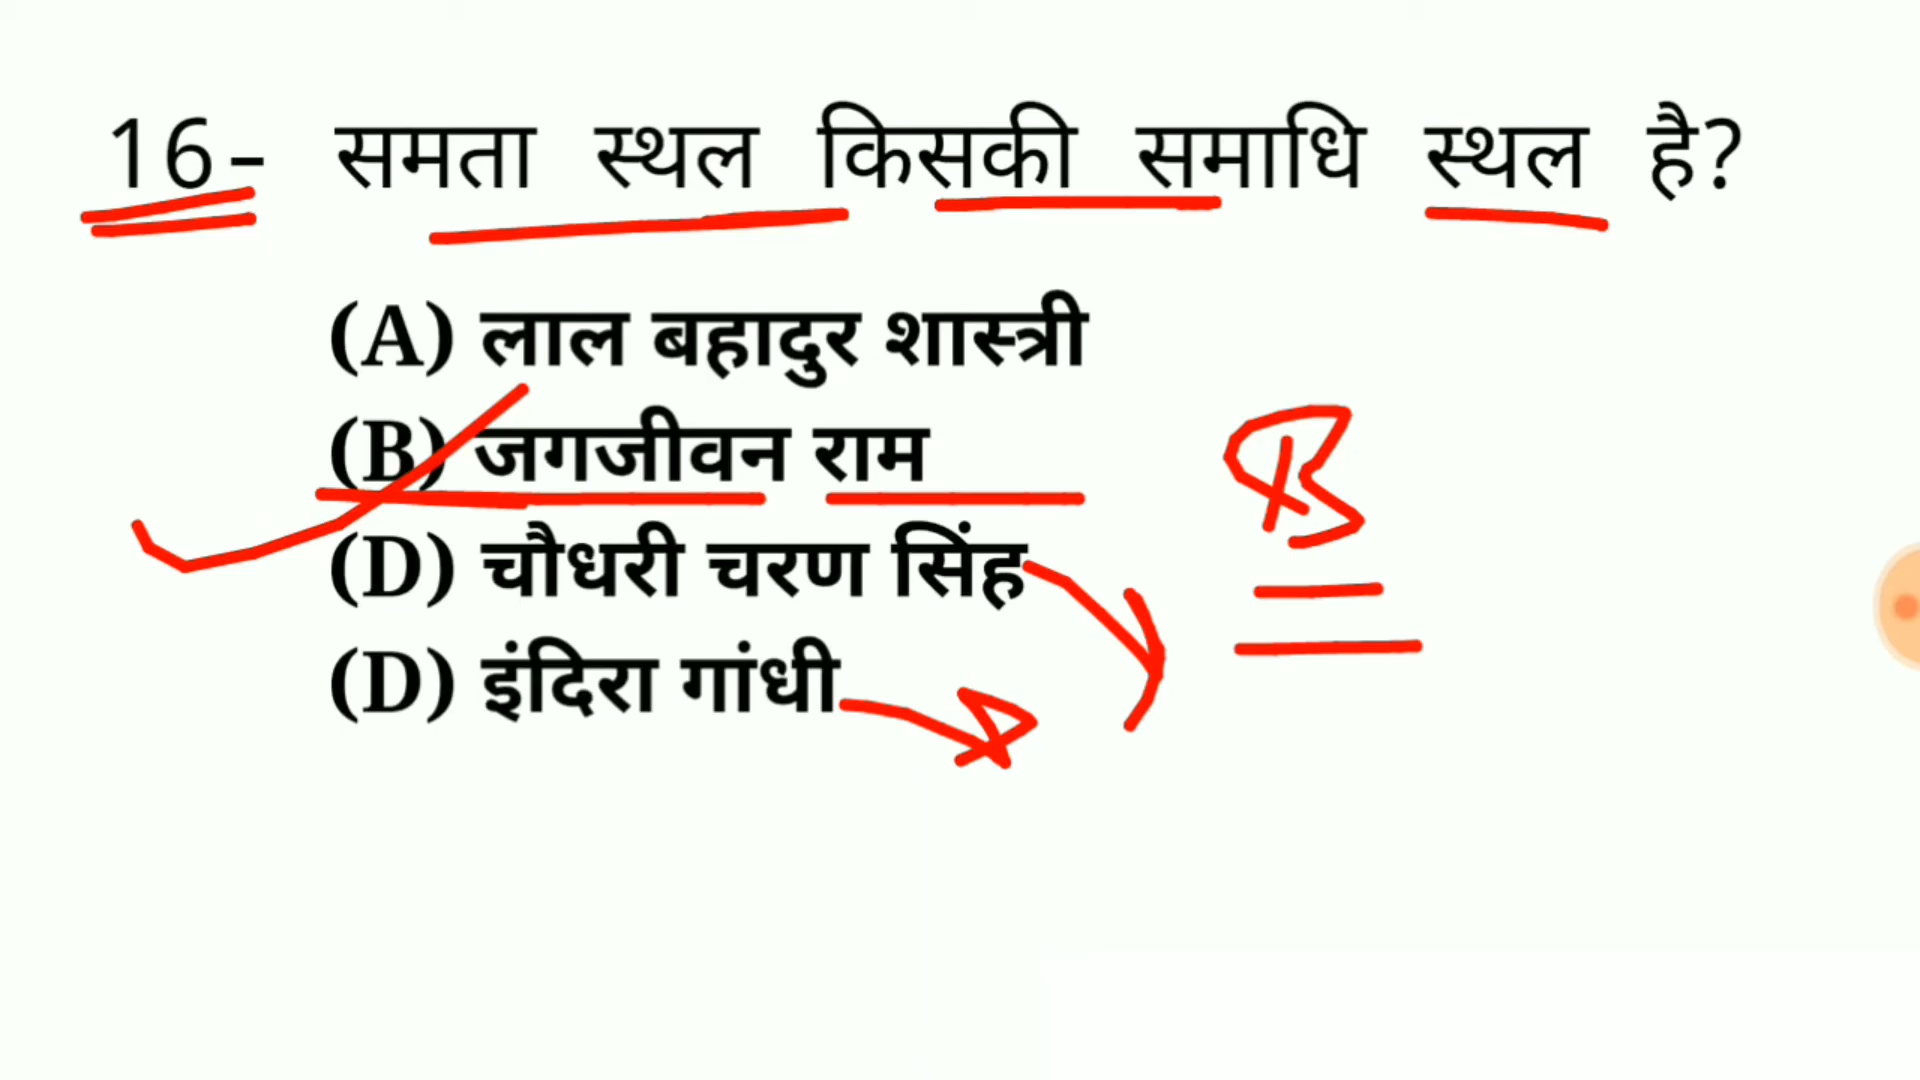 16- समता स्थल किसकी समाधि स्थल है?
(A) लाल बहादुर शास्त्री
(B) जगजीवन राम
B
(D) चौधरी चरण सिंह
(D) इंदिरा गांधी